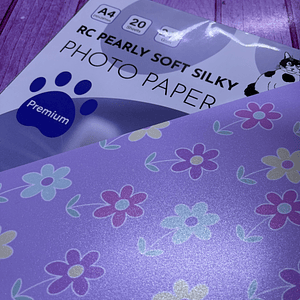 A4
20
RC PEARLY SOFT SILKY
PHOTO PAPER
Premium